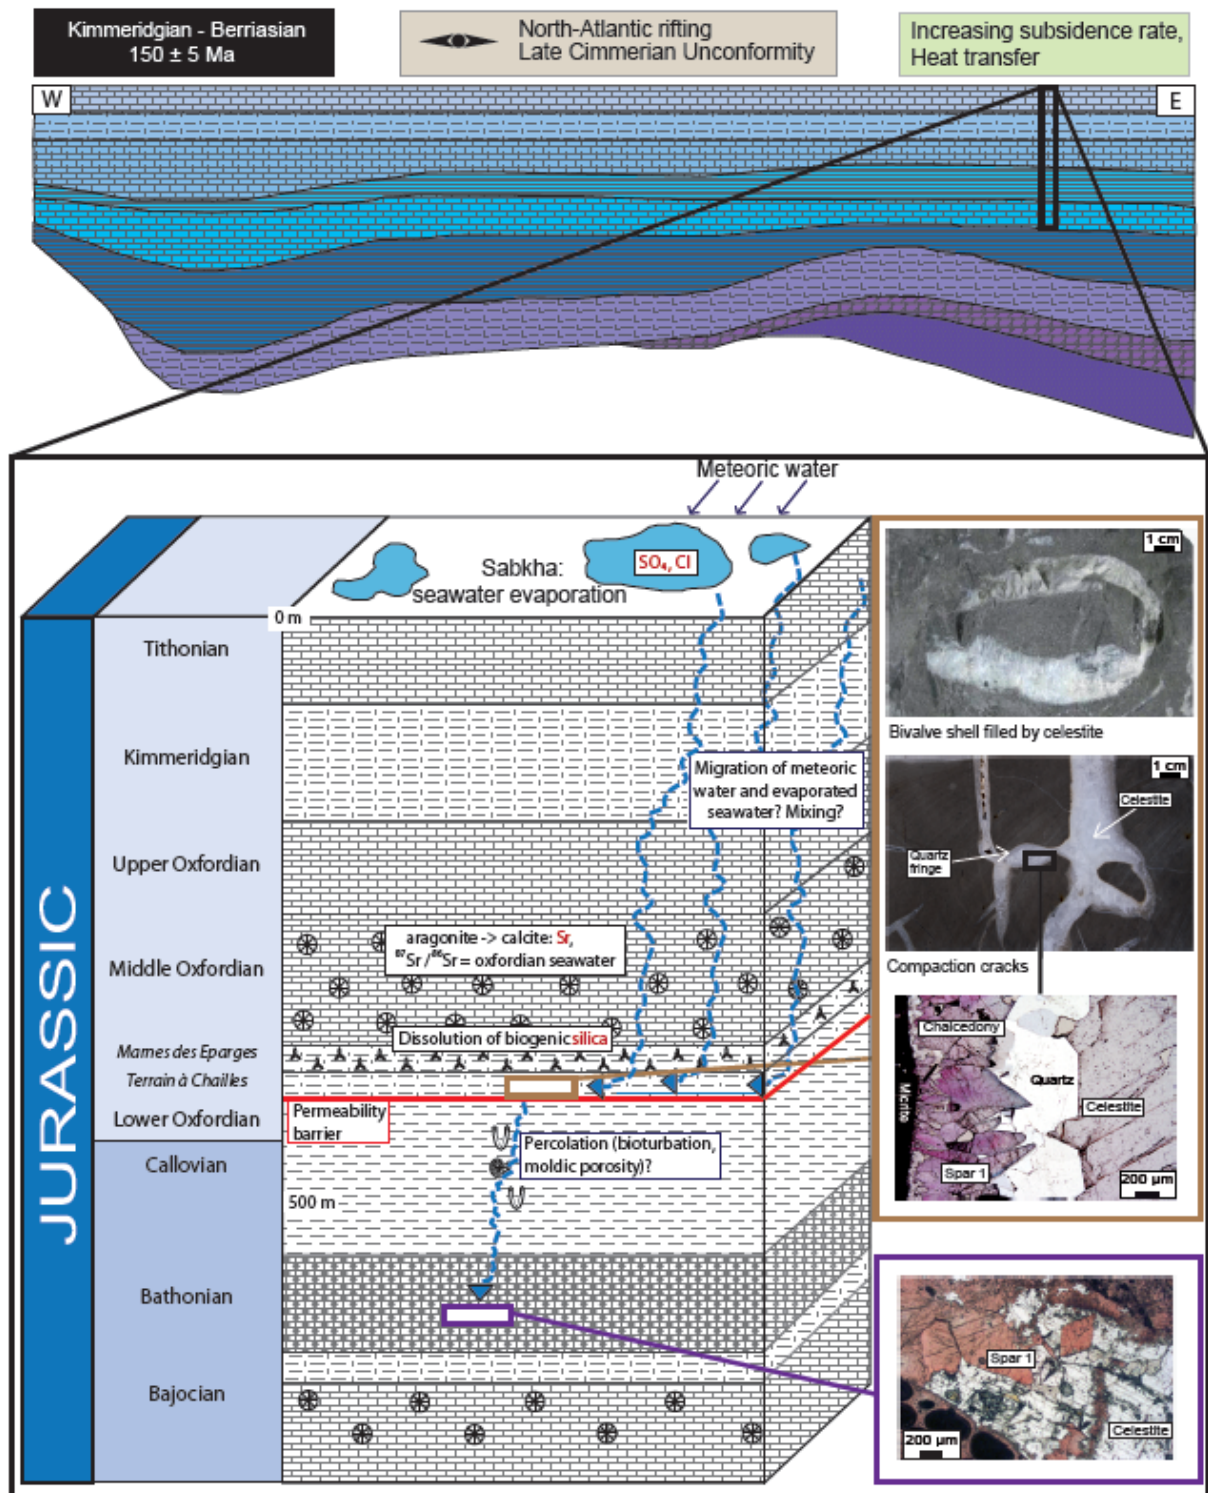 Kimmeridgian - Berriasian
150 ± 5 Ma
North-Atlantic rifting
Late Cimmerian Unconformity
Increasing subsidence rate,
Heat transfer
W
E
Meteoric water
SO₄, Cl
Sabkha:
seawater evaporation
0 m
JURASSIC
Tithonian
Kimmeridgian
Upper Oxfordian
Middle Oxfordian
Marnes des Eparges
Terrain à Chailles
Lower Oxfordian
Callovian
Bathonian
Bajocian
Migration of meteoric
water and evaporated
seawater? Mixing?
aragonite -> calcite: Sr,
⁸⁷Sr/⁸⁶Sr = oxfordian seawater
Dissolution of biogenic silica
Permeability
barrier
Percolation (bioturbation,
moldic porosity)?
500 m
1 cm
Bivalve shell filled by celestite
1 cm
Celestite
Quartz
fringe
Compaction cracks
Chalcedony
Micrite
Quartz
Celestite
Spar 1
200 µm
Spar 1
Celestite
200 µm